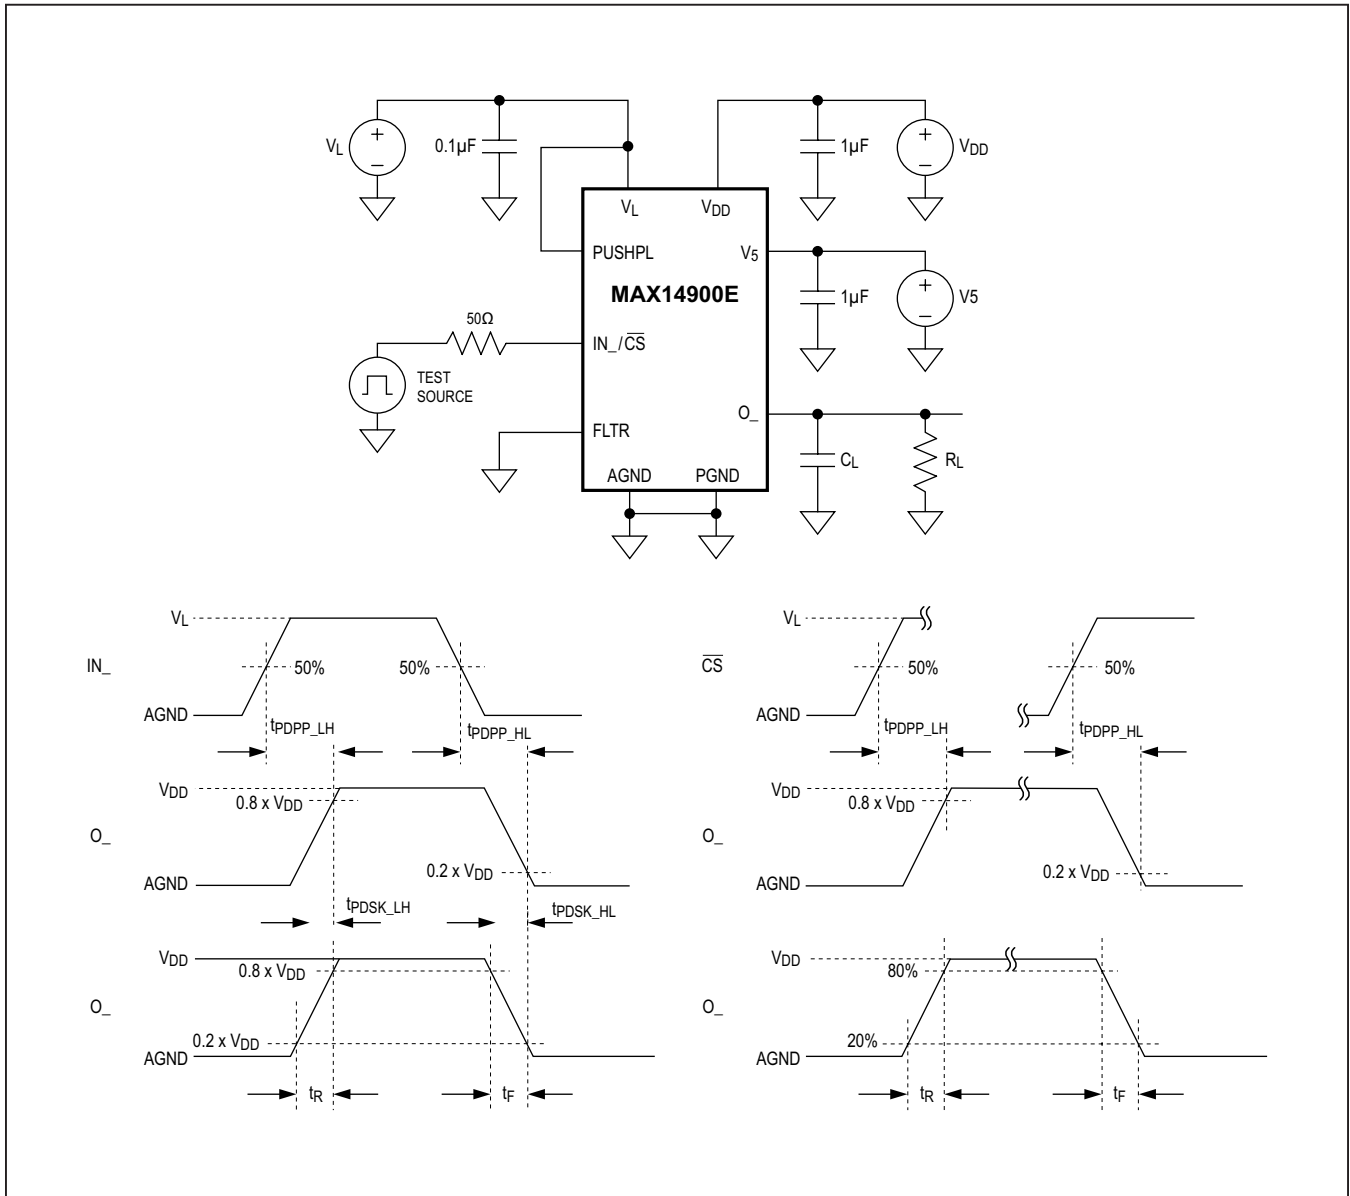 VL
+
−
0.1µF
1µF
+
−
VDD
VL
VDD
PUSHPL
V5
MAX14900E
1µF
+
−
V5
50Ω
IN_/C̅S̅
TEST
SOURCE
O_
FLTR
CL
RL
AGND
PGND
VL
IN_
50%
50%
AGND
tPDPP_LH
tPDPP_HL
VDD
0.8 x VDD
O_
0.2 x VDD
AGND
tPDSK_LH
tPDSK_HL
VDD
0.8 x VDD
O_
0.2 x VDD
AGND
tR
tF
VL
C̅S̅
50%
50%
AGND
tPDPP_LH
tPDPP_HL
VDD
0.8 x VDD
O_
0.2 x VDD
AGND
VDD
80%
O_
20%
AGND
tR
tF